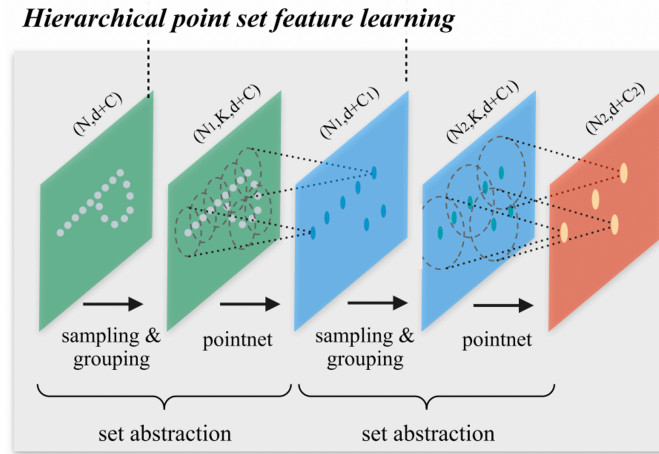 Hierarchical point set feature learning
(N,d+C)
(N₁,K,d+C)
(N₁,d+C₁)
(N₂,K,d+C₁)
(N₂,d+C₂)
sampling &
grouping
pointnet
sampling &
grouping
pointnet
set abstraction
set abstraction